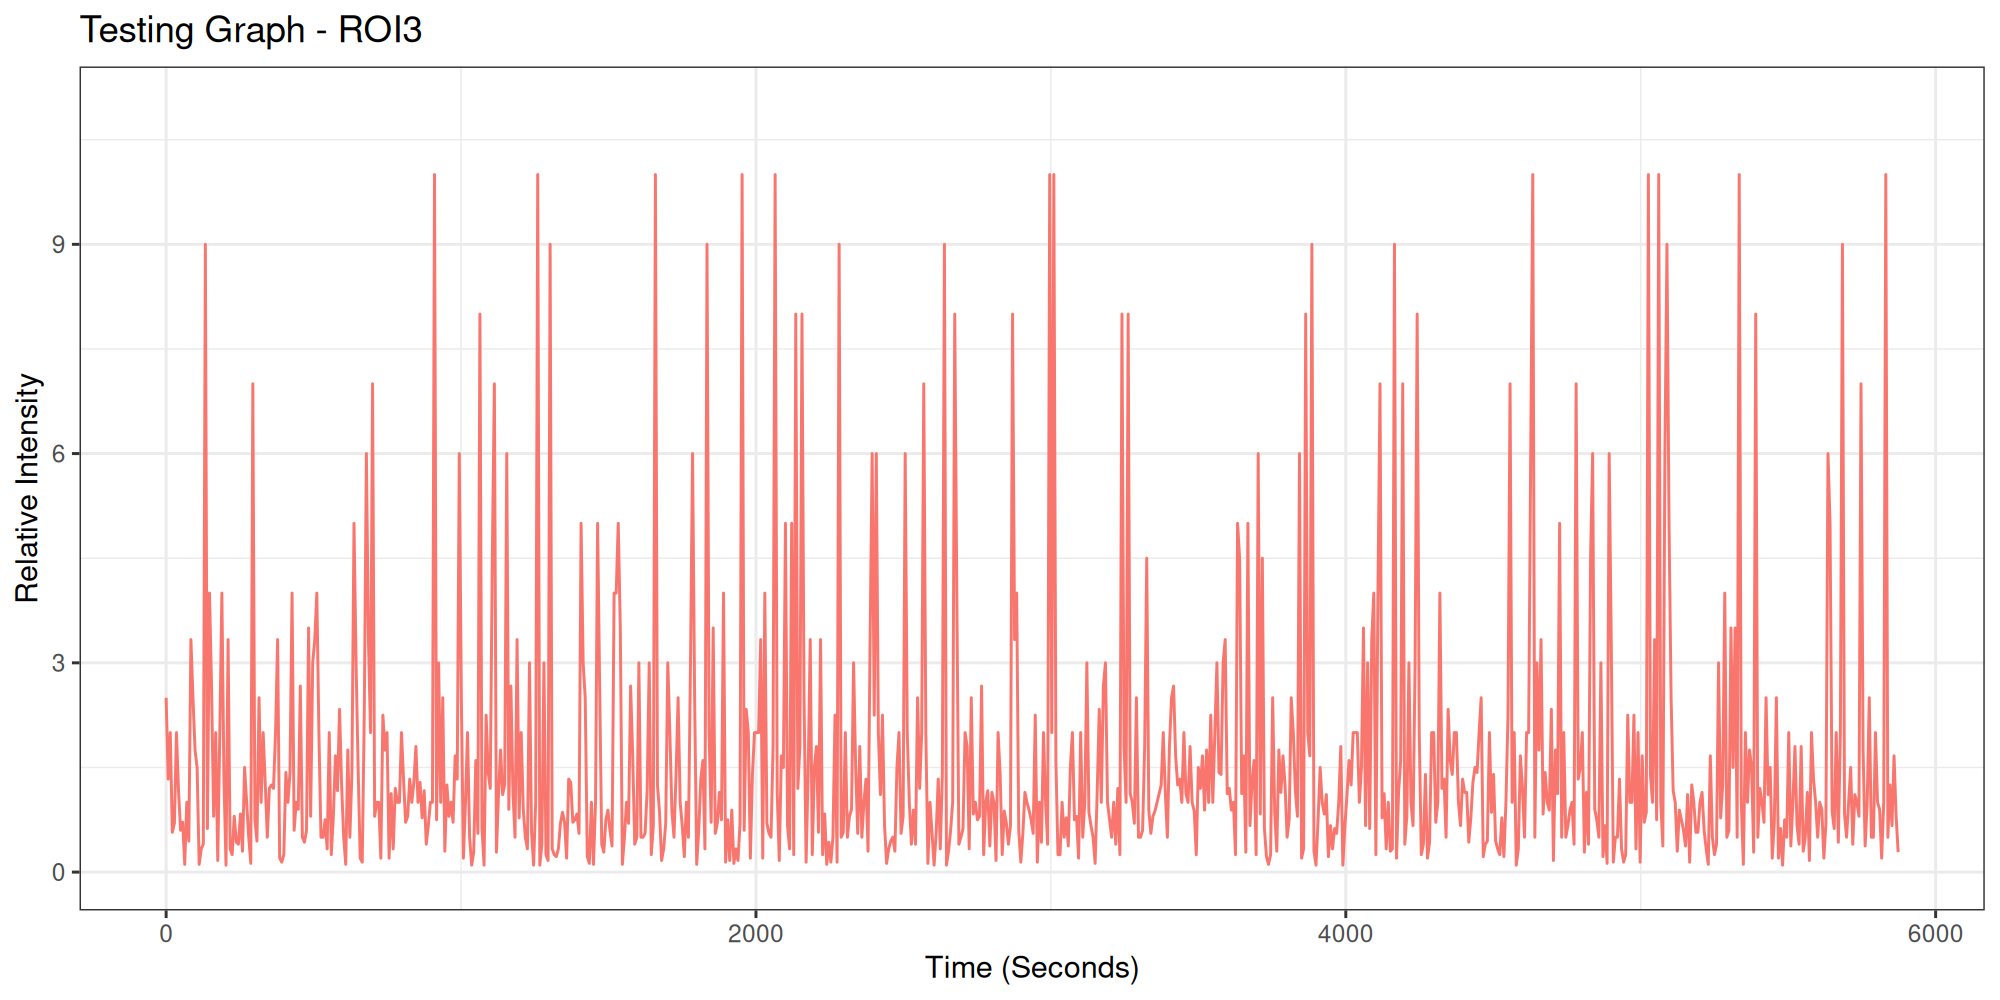 Testing Graph - ROI3
Relative Intensity
9
6
3
0
0
2000
4000
6000
Time (Seconds)